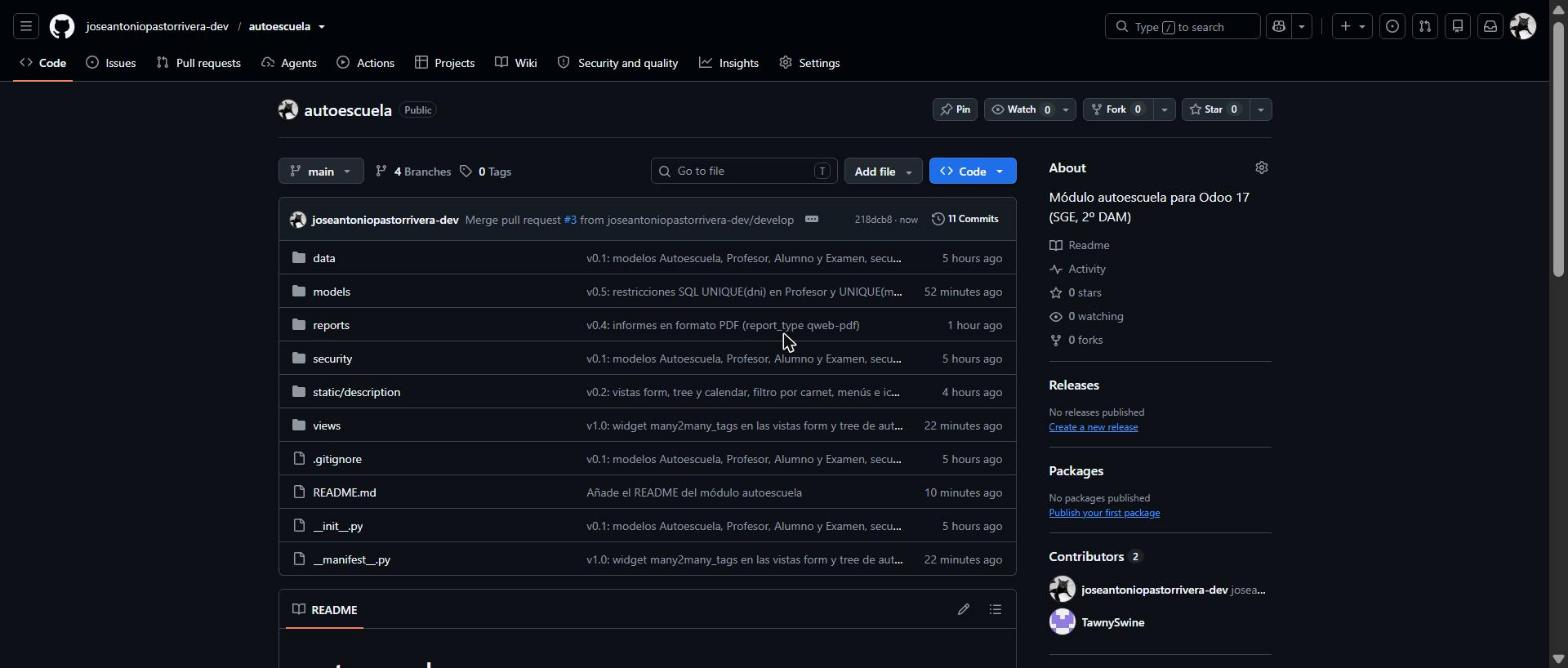 joseantoniopastorrivera-dev / autoescuela
Type / to search
Code
Issues
Pull requests
Agents
Actions
Projects
Wiki
Security and quality
Insights
Settings
autoescuela Public
Pin
Watch 0
Fork 0
Star 0
main
4 Branches
0 Tags
Go to file T
Add file
Code
joseantoniopastorrivera-dev Merge pull request #3 from joseantoniopastorrivera-dev/develop 218dcb8 · now 11 Commits
data v0.1: modelos Autoescuela, Profesor, Alumno y Examen, secu... 5 hours ago
models v0.5: restricciones SQL UNIQUE(dni) en Profesor y UNIQUE(m... 52 minutes ago
reports v0.4: informes en formato PDF (report_type qweb-pdf) 1 hour ago
security v0.1: modelos Autoescuela, Profesor, Alumno y Examen, secu... 5 hours ago
static/description v0.2: vistas form, tree y calendar, filtro por carnet, menús e ic... 4 hours ago
views v1.0: widget many2many_tags en las vistas form y tree de aut... 22 minutes ago
.gitignore v0.1: modelos Autoescuela, Profesor, Alumno y Examen, secu... 5 hours ago
README.md Añade el README del módulo autoescuela 10 minutes ago
__init__.py v0.1: modelos Autoescuela, Profesor, Alumno y Examen, secu... 5 hours ago
__manifest__.py v1.0: widget many2many_tags en las vistas form y tree de aut... 22 minutes ago
README
About
Módulo autoescuela para Odoo 17
(SGE, 2º DAM)
Readme
Activity
0 stars
0 watching
0 forks
Releases
No releases published
Create a new release
Packages
No packages published
Publish your first package
Contributors 2
joseantoniopastorrivera-dev josea...
TawnySwine